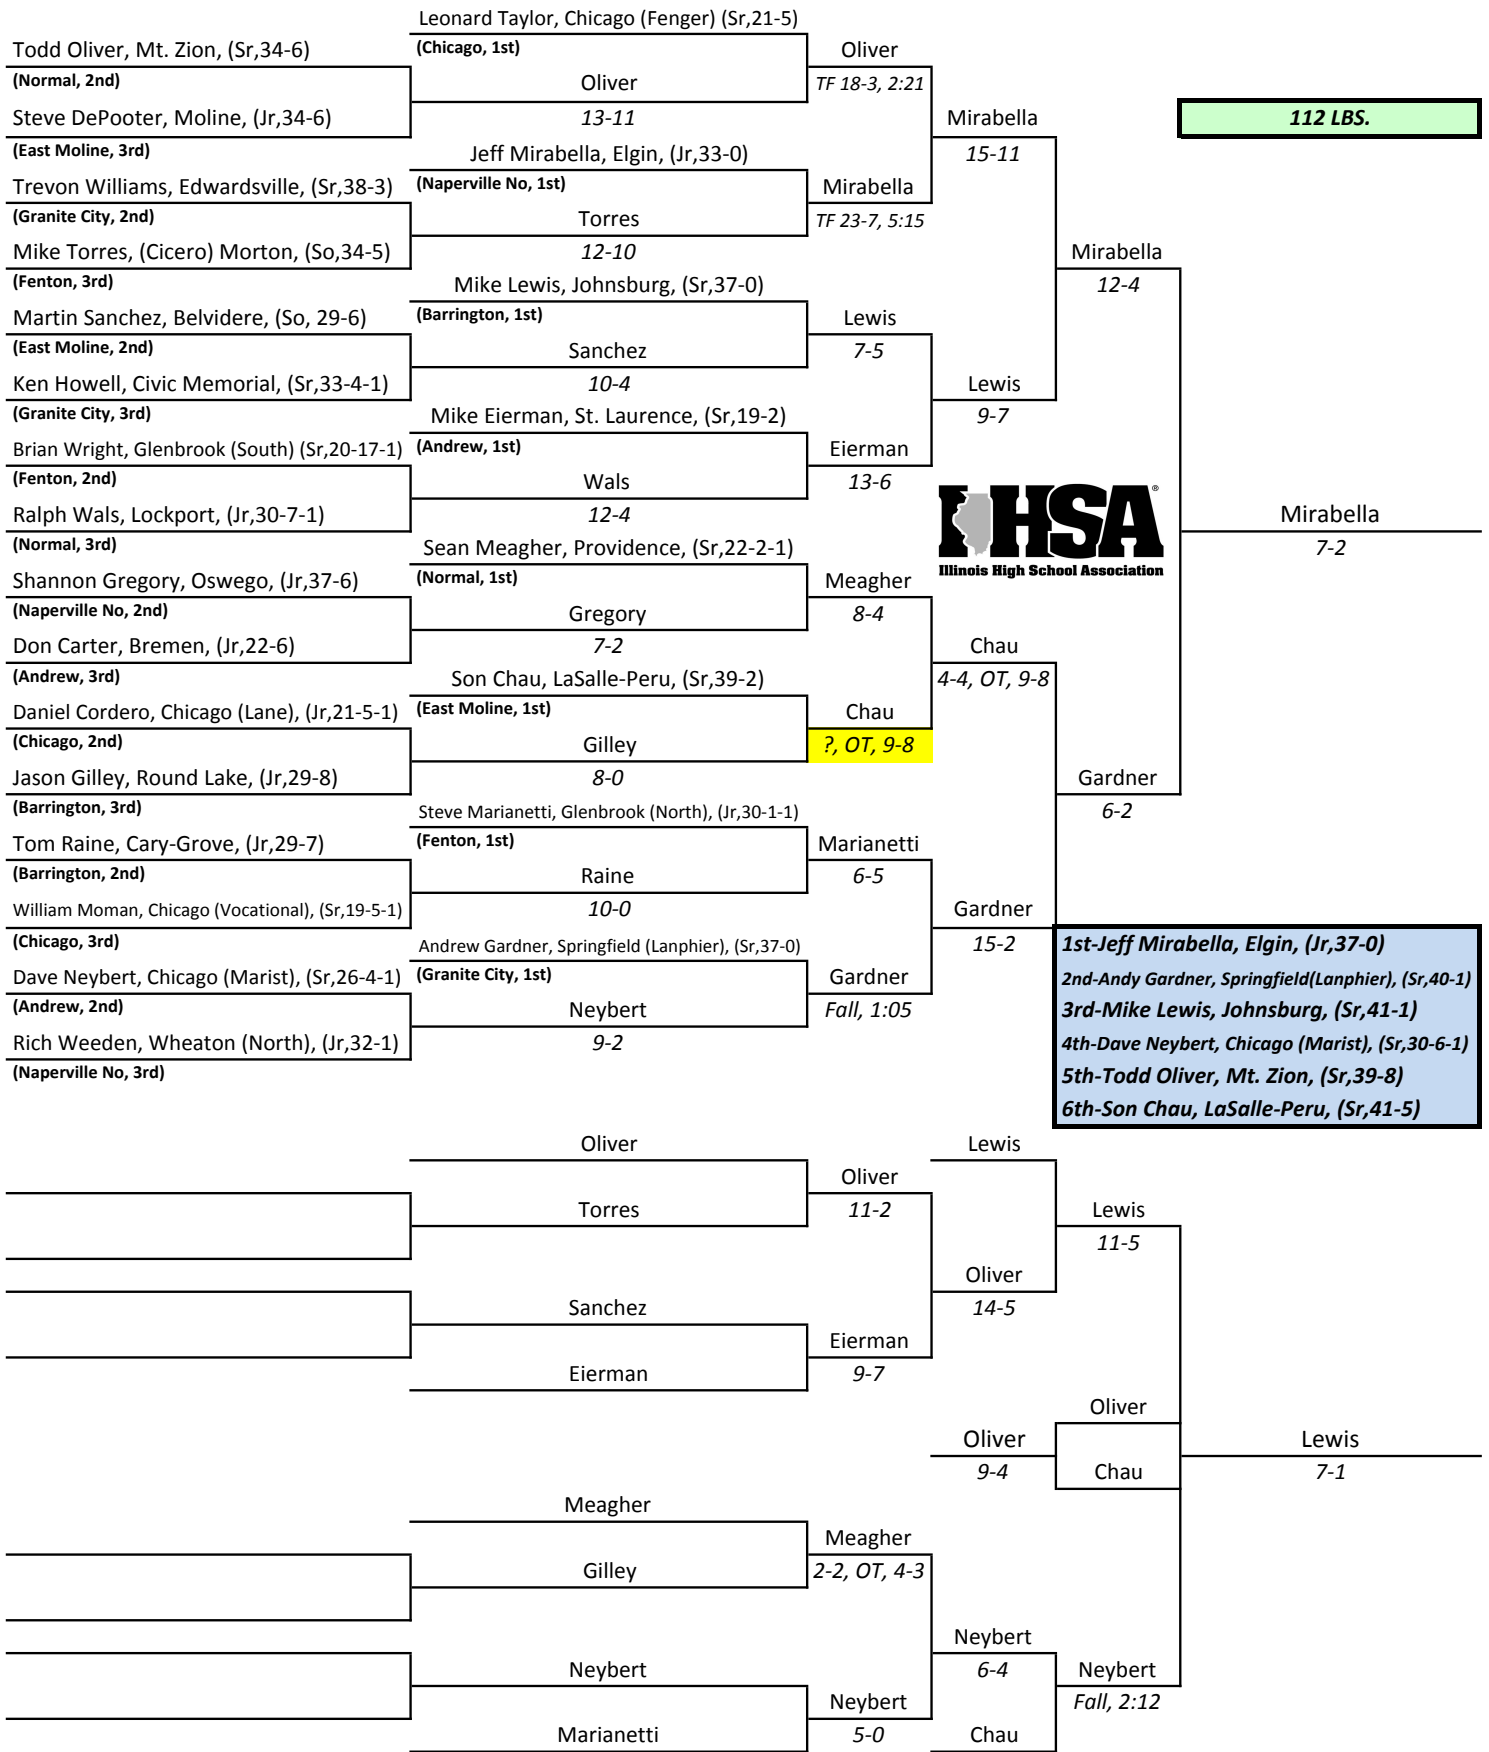 Leonard Taylor, Chicago (Fenger) (Sr,21-5)
Todd Oliver, Mt. Zion, (Sr,34-6)
(Chicago, 1st)
Oliver
(Normal, 2nd)
Oliver
TF 18-3, 2:21
Steve DePooter, Moline, (Jr,34-6)
13-11
Mirabella
112 LBS.
(East Moline, 3rd)
Jeff Mirabella, Elgin, (Jr,33-0)
15-11
Trevon Williams, Edwardsville, (Sr,38-3)
(Naperville No, 1st)
Mirabella
(Granite City, 2nd)
Torres
TF 23-7, 5:15
Mike Torres, (Cicero) Morton, (So,34-5)
12-10
Mirabella
(Fenton, 3rd)
Mike Lewis, Johnsburg, (Sr,37-0)
12-4
Martin Sanchez, Belvidere, (So, 29-6)
(Barrington, 1st)
Lewis
(East Moline, 2nd)
Sanchez
7-5
Ken Howell, Civic Memorial, (Sr,33-4-1)
10-4
Lewis
(Granite City, 3rd)
Mike Eierman, St. Laurence, (Sr,19-2)
9-7
Brian Wright, Glenbrook (South) (Sr,20-17-1)
(Andrew, 1st)
Eierman
(Fenton, 2nd)
Wals
13-6
IHSA®
Illinois High School Association
Ralph Wals, Lockport, (Jr,30-7-1)
12-4
Mirabella
(Normal, 3rd)
Sean Meagher, Providence, (Sr,22-2-1)
7-2
Shannon Gregory, Oswego, (Jr,37-6)
(Normal, 1st)
Meagher
(Naperville No, 2nd)
Gregory
8-4
Don Carter, Bremen, (Jr,22-6)
7-2
Chau
(Andrew, 3rd)
Son Chau, LaSalle-Peru, (Sr,39-2)
4-4, OT, 9-8
Daniel Cordero, Chicago (Lane), (Jr,21-5-1)
(East Moline, 1st)
Chau
(Chicago, 2nd)
Gilley
?, OT, 9-8
Jason Gilley, Round Lake, (Jr,29-8)
8-0
Gardner
(Barrington, 3rd)
Steve Marianetti, Glenbrook (North), (Jr,30-1-1)
6-2
Tom Raine, Cary-Grove, (Jr,29-7)
(Fenton, 1st)
Marianetti
(Barrington, 2nd)
Raine
6-5
William Moman, Chicago (Vocational), (Sr,19-5-1)
10-0
Gardner
(Chicago, 3rd)
Andrew Gardner, Springfield (Lanphier), (Sr,37-0)
15-2
1st-Jeff Mirabella, Elgin, (Jr,37-0)
Dave Neybert, Chicago (Marist), (Sr,26-4-1)
(Granite City, 1st)
Gardner
2nd-Andy Gardner, Springfield(Lanphier), (Sr,40-1)
(Andrew, 2nd)
Neybert
Fall, 1:05
3rd-Mike Lewis, Johnsburg, (Sr,41-1)
Rich Weeden, Wheaton (North), (Jr,32-1)
9-2
4th-Dave Neybert, Chicago (Marist), (Sr,30-6-1)
(Naperville No, 3rd)
5th-Todd Oliver, Mt. Zion, (Sr,39-8)
6th-Son Chau, LaSalle-Peru, (Sr,41-5)
Oliver
Lewis
Oliver
Torres
11-2
Lewis
11-5
Oliver
Sanchez
14-5
Eierman
Eierman
9-7
Oliver
Oliver
Lewis
9-4
Chau
7-1
Meagher
Meagher
Gilley
2-2, OT, 4-3
Neybert
Neybert
6-4
Neybert
Neybert
Fall, 2:12
Marianetti
5-0
Chau